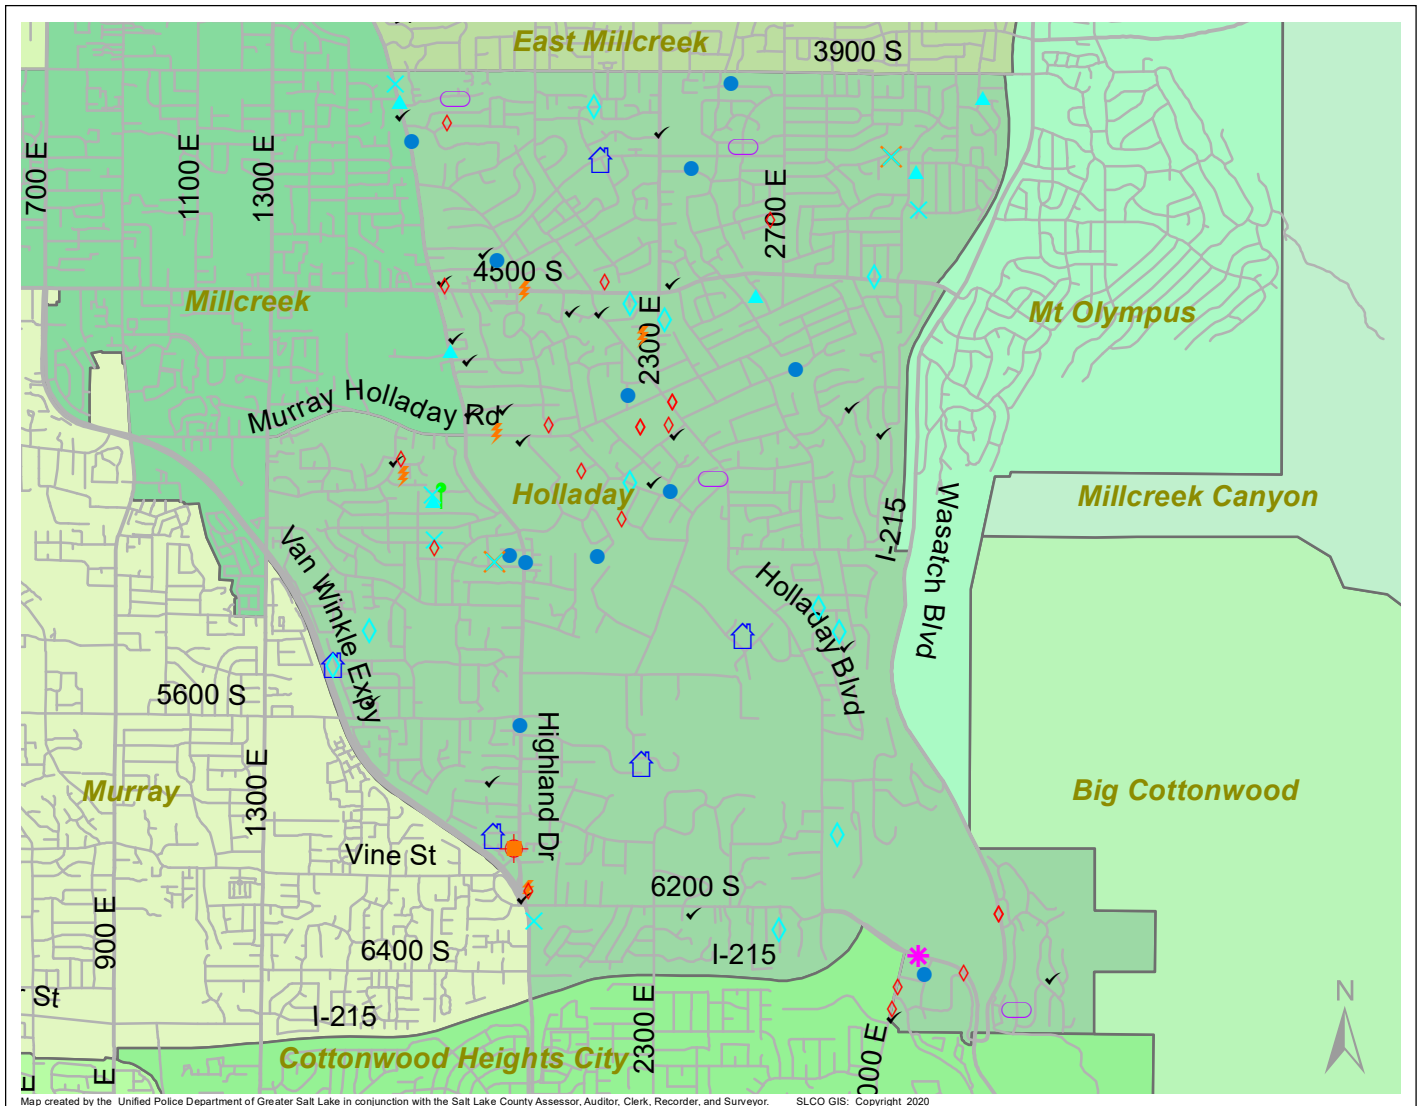 East Millcreek
3900 S
700 E
1100 E
1300 E
2700 E
4500 S
Millcreek
2300 E
Mt Olympus
Murray Holladay Rd
Holladay
Millcreek Canyon
I-215
Wasatch Blvd
Van Winkle Expy
Holladay Blvd
5600 S
Highland Dr
Murray
1300 E
Big Cottonwood
Vine St
6200 S
900 E
6400 S
I-215
St
I-215
2300 E
N
Cottonwood Heights City
000 E
E
E
Map created by the Unified Police Department of Greater Salt Lake in conjunction with the Salt Lake County Assessor, Auditor, Clerk, Recorder, and Surveyor. SLCO GIS: Copyright 2020